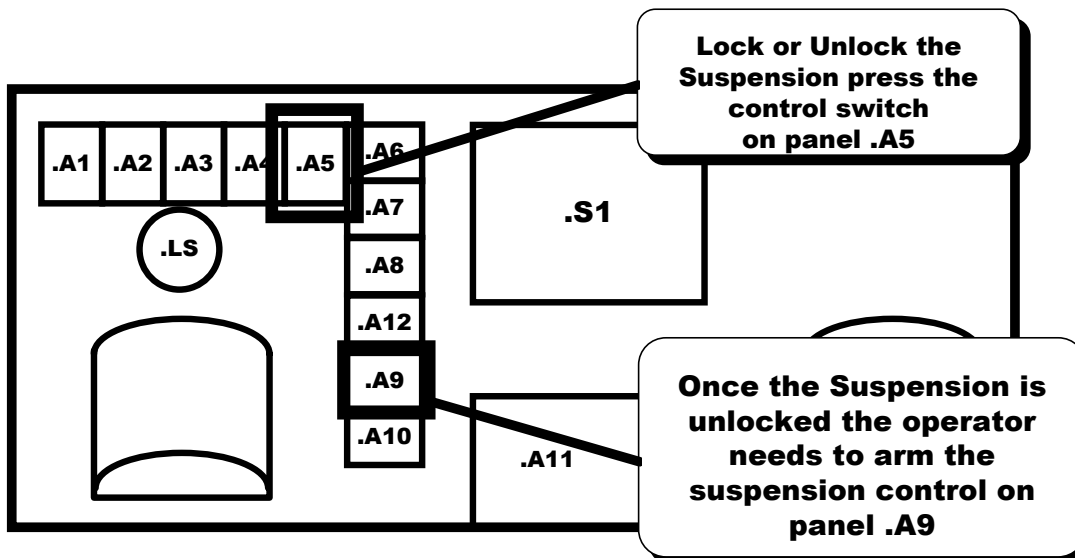 Lock or Unlock the
Suspension press the
control switch
on panel .A5
.A1 .A2 .A3 .A4 .A5 .A6
.A7
.S1
.LS
.A8
.A12
.A9
.A10
.A11
Once the Suspension is
unlocked the operator
needs to arm the
suspension control on
panel .A9